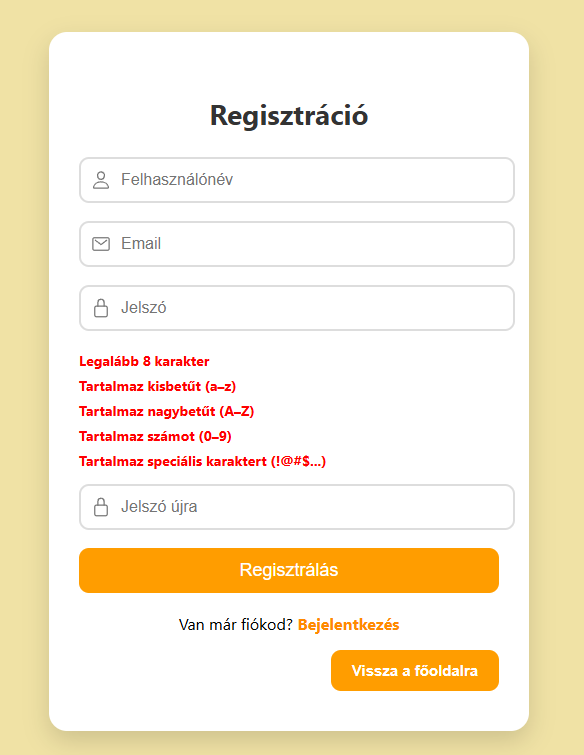 Regisztráció
Felhasználónév
Email
Jelszó
Legalább 8 karakter
Tartalmaz kisbetűt (a–z)
Tartalmaz nagybetűt (A–Z)
Tartalmaz számot (0–9)
Tartalmaz speciális karaktert (!@#$...)
Jelszó újra
Regisztrálás
Van már fiókod? Bejelentkezés
Vissza a főoldalra